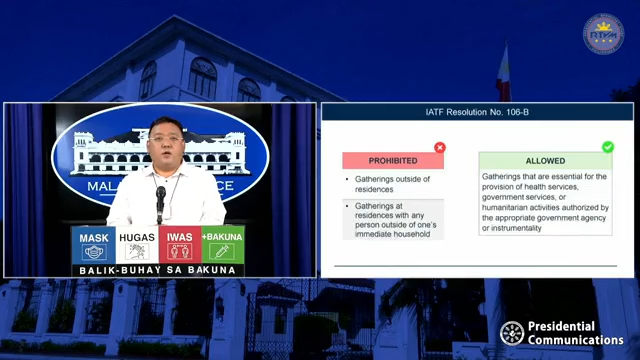 RTVM
IATF Resolution No. 106-B
PROHIBITED
ALLOWED
• Gatherings outside of
residences
• Gatherings at
residences with any
person outside of one's
immediate household
Gatherings that are essential for the
provision of health services,
government services, or
humanitarian activities authorized by
the appropriate government agency
or instrumentality
MASK
HUGAS
IWAS
+BAKUNA
BALIK-BUHAY SA BAKUNA
Presidential
Communications